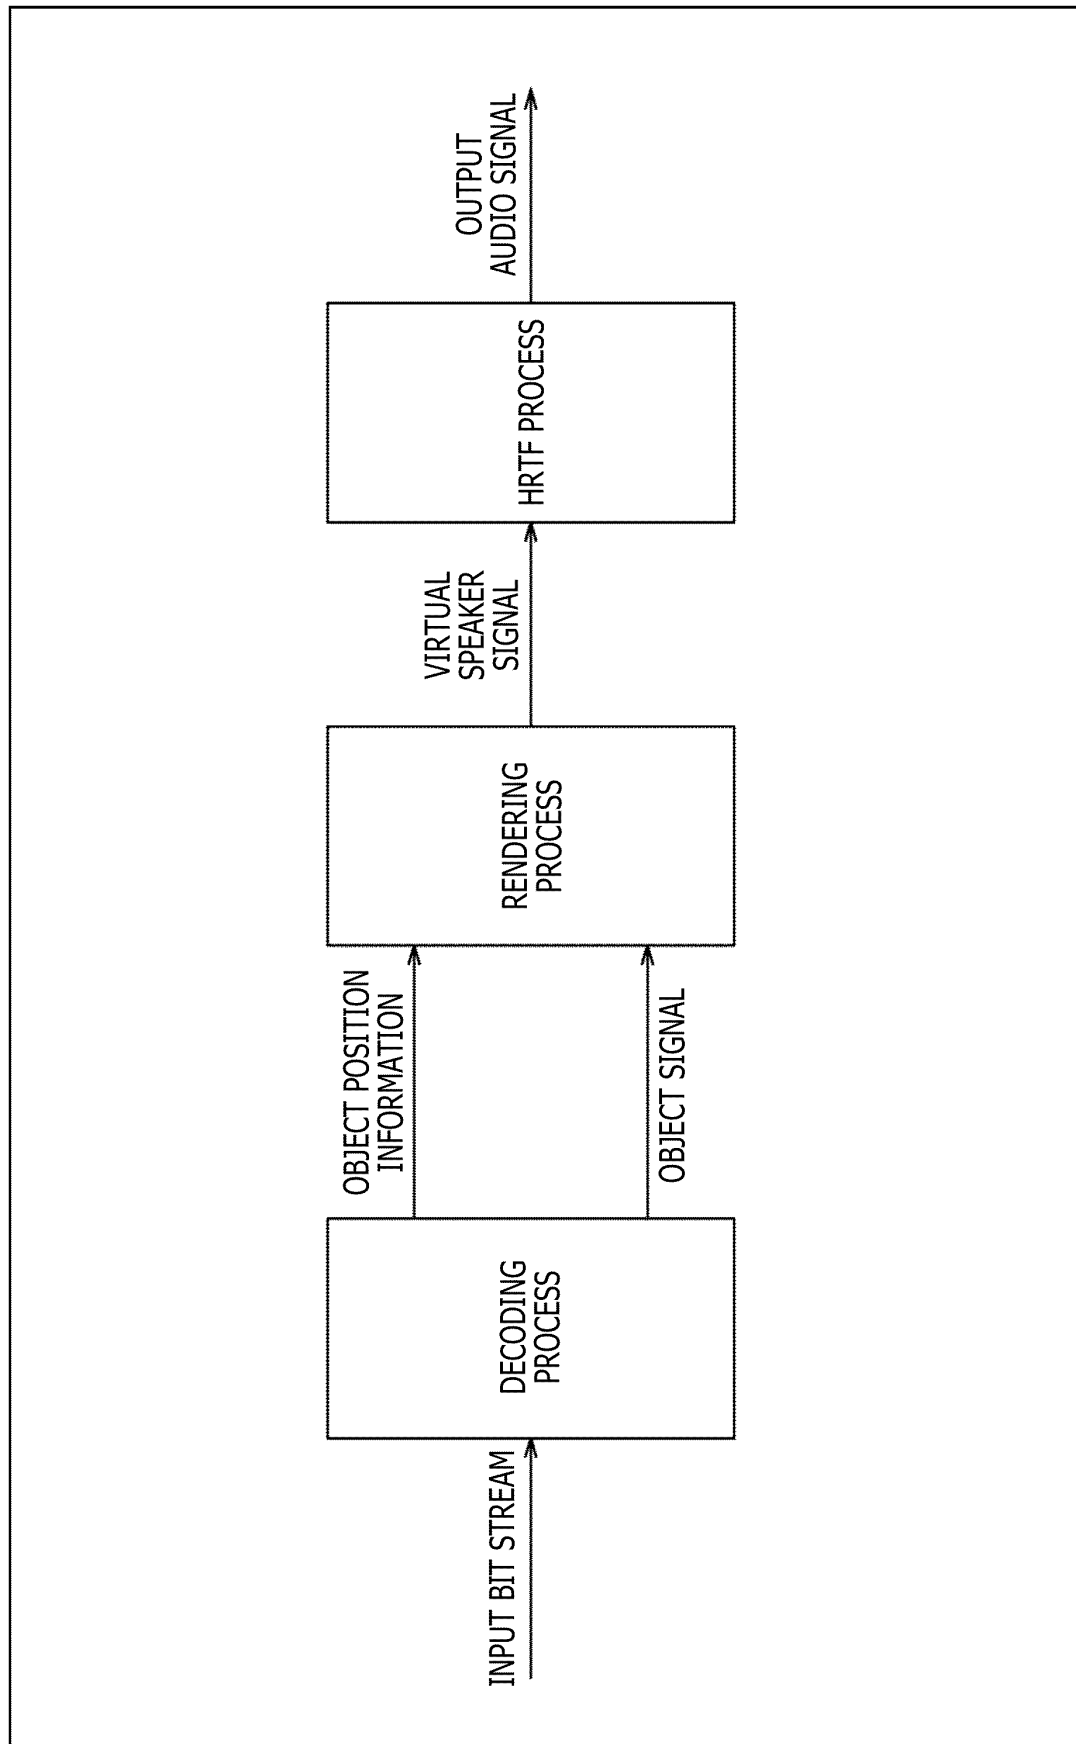 INPUT BIT STREAM
DECODING
PROCESS
OBJECT POSITION
INFORMATION
OBJECT SIGNAL
RENDERING
PROCESS
VIRTUAL
SPEAKER
SIGNAL
HRTF PROCESS
OUTPUT
AUDIO SIGNAL